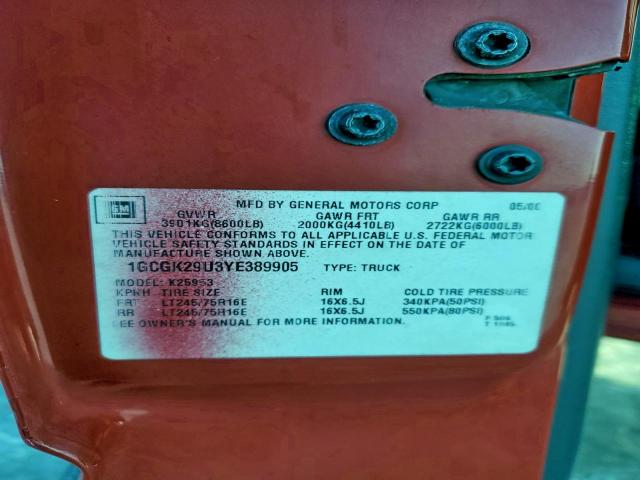 GM MFD BY GENERAL MOTORS CORP 05/00
GVWR GAWR FRT GAWR RR
3901KG(8600LB) 2000KG(4410LB) 2722KG(6000LB)
THIS VEHICLE CONFORMS TO ALL APPLICABLE U.S. FEDERAL MOTOR
VEHICLE SAFETY STANDARDS IN EFFECT ON THE DATE OF
MANUFACTURE SHOWN ABOVE.
1GCGK29U3YE389905 TYPE: TRUCK
MODEL: K25953
TIRE SIZE RIM COLD TIRE PRESSURE
FRT LT245/75R16E 16X6.5J 340KPA(50PSI)
RR LT245/75R16E 16X6.5J 550KPA(80PSI)
SEE OWNER'S MANUAL FOR MORE INFORMATION.